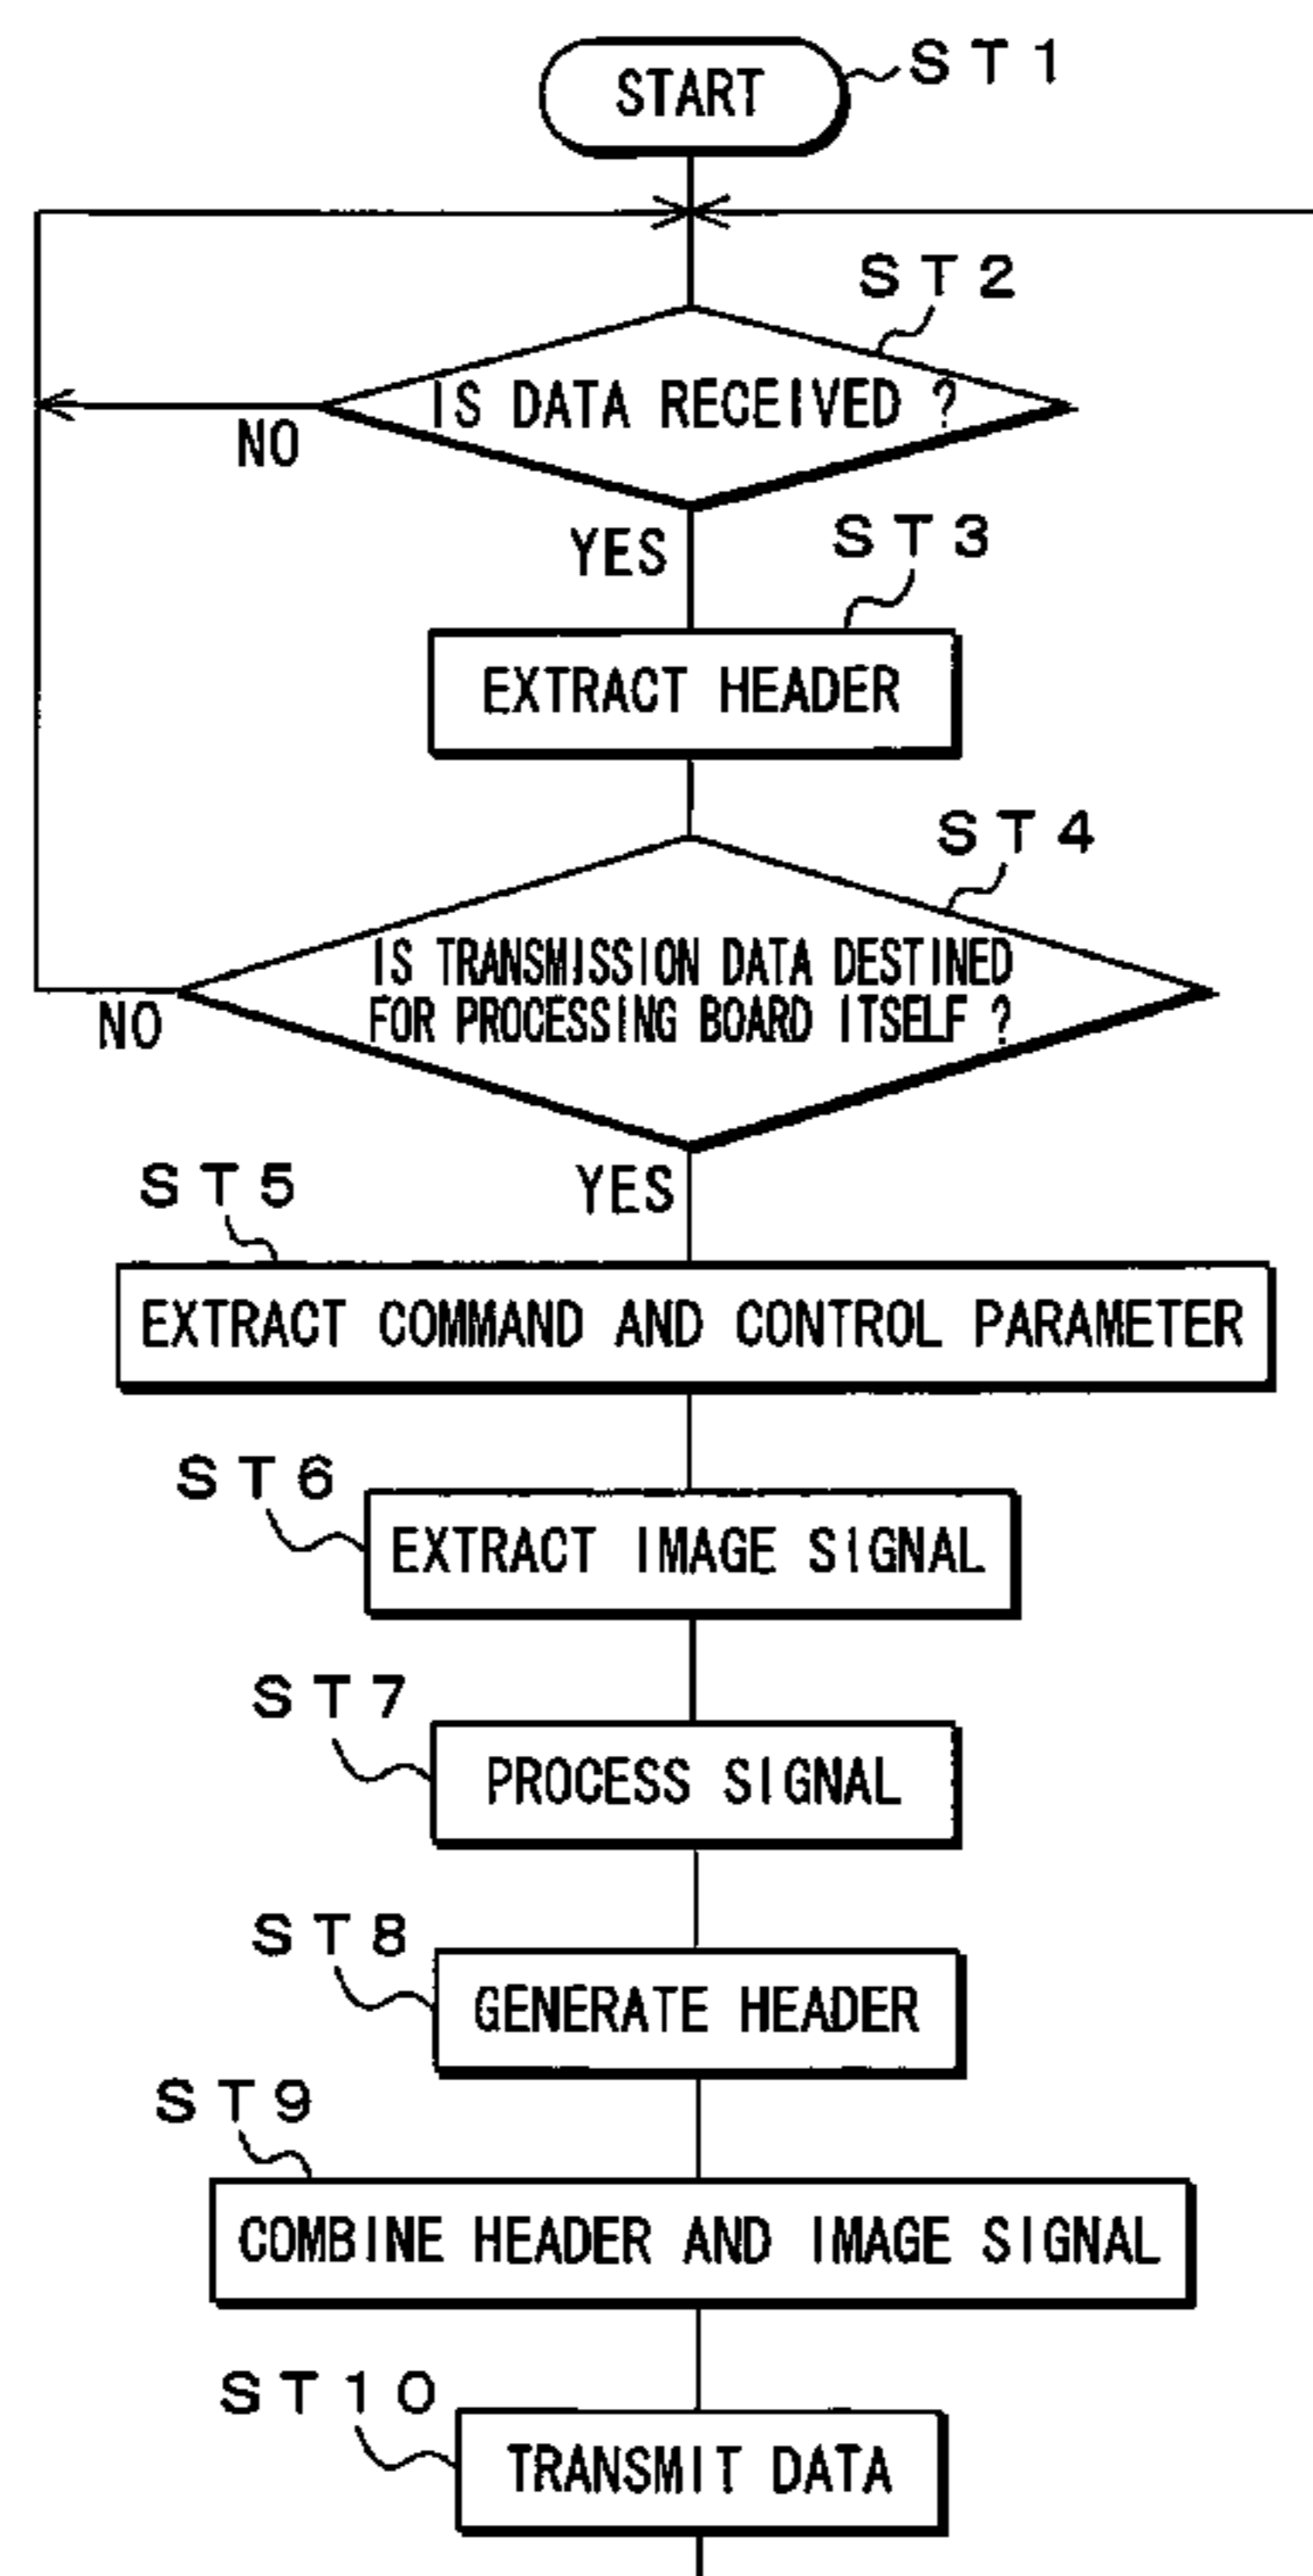 START
ST1
ST2
IS DATA RECEIVED ?
NO
YES
ST3
EXTRACT HEADER
ST4
IS TRANSMISSION DATA DESTINED
FOR PROCESSING BOARD ITSELF ?
NO
YES
ST5
EXTRACT COMMAND AND CONTROL PARAMETER
ST6
EXTRACT IMAGE SIGNAL
ST7
PROCESS SIGNAL
ST8
GENERATE HEADER
ST9
COMBINE HEADER AND IMAGE SIGNAL
ST10
TRANSMIT DATA